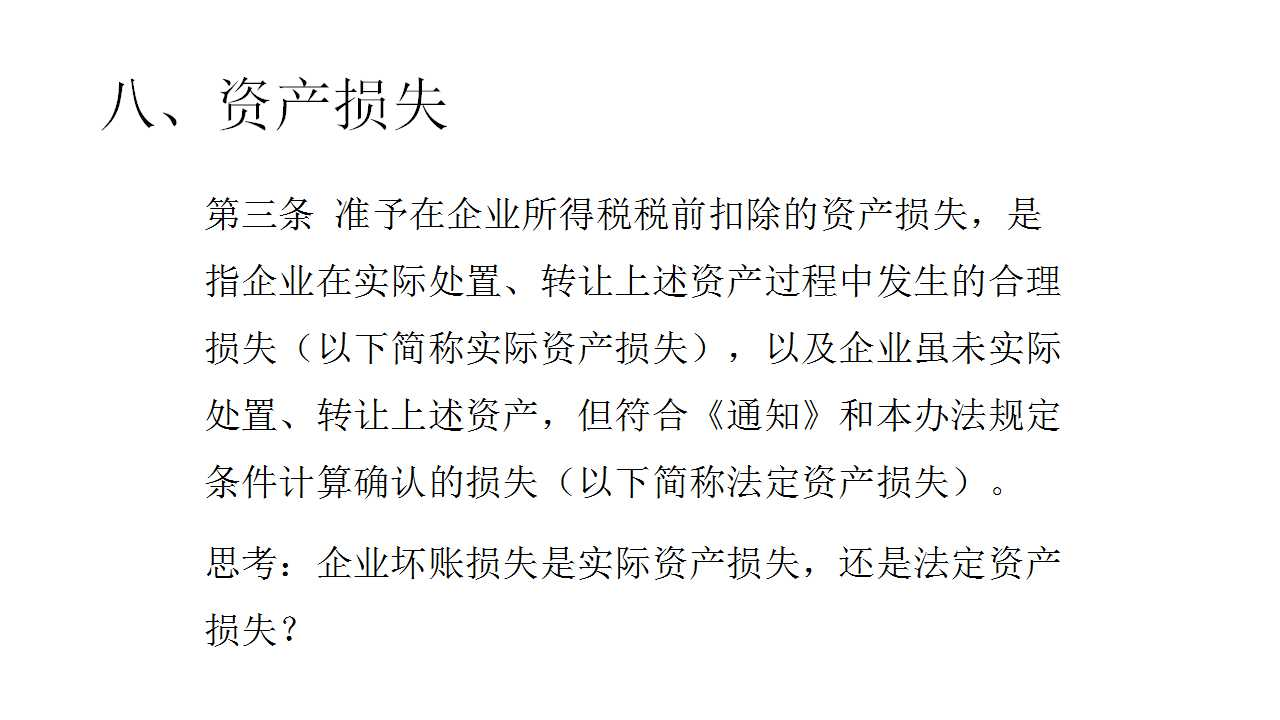 八、资产损失
第三条 准予在企业所得税税前扣除的资产损失，是
指企业在实际处置、转让上述资产过程中发生的合理
损失（以下简称实际资产损失），以及企业虽未实际
处置、转让上述资产，但符合《通知》和本办法规定
条件计算确认的损失（以下简称法定资产损失）。
思考：企业坏账损失是实际资产损失，还是法定资产
损失？